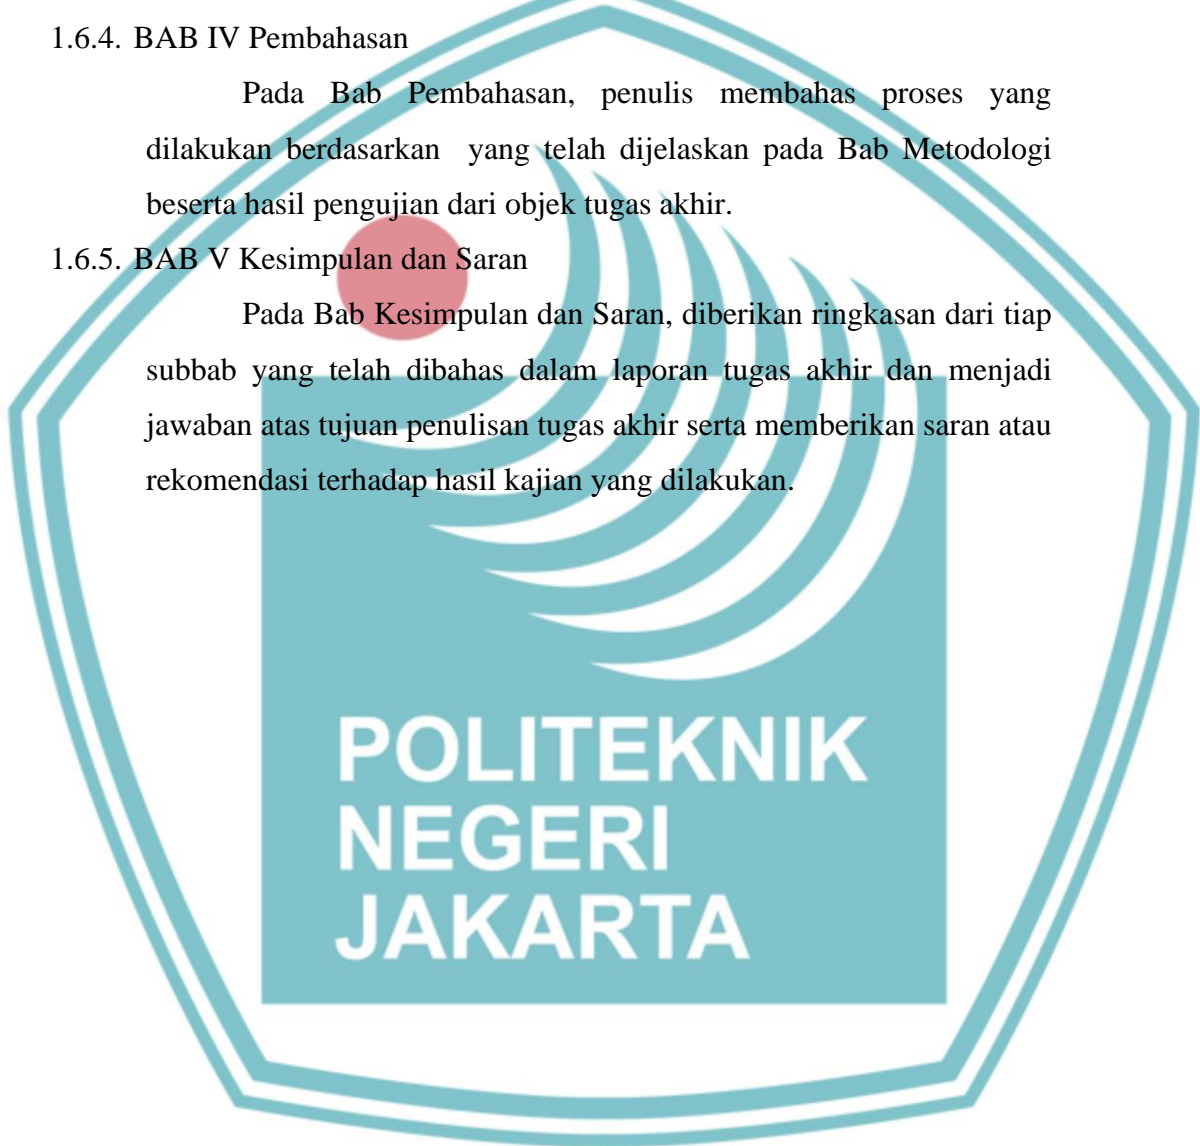 1.6.4. BAB IV Pembahasan
Pada Bab Pembahasan, penulis membahas proses yang
dilakukan berdasarkan yang telah dijelaskan pada Bab Metodologi
beserta hasil pengujian dari objek tugas akhir.
1.6.5. BAB V Kesimpulan dan Saran
Pada Bab Kesimpulan dan Saran, diberikan ringkasan dari tiap
subbab yang telah dibahas dalam laporan tugas akhir dan menjadi
jawaban atas tujuan penulisan tugas akhir serta memberikan saran atau
rekomendasi terhadap hasil kajian yang dilakukan.
POLITEKNIK
NEGERI
JAKARTA